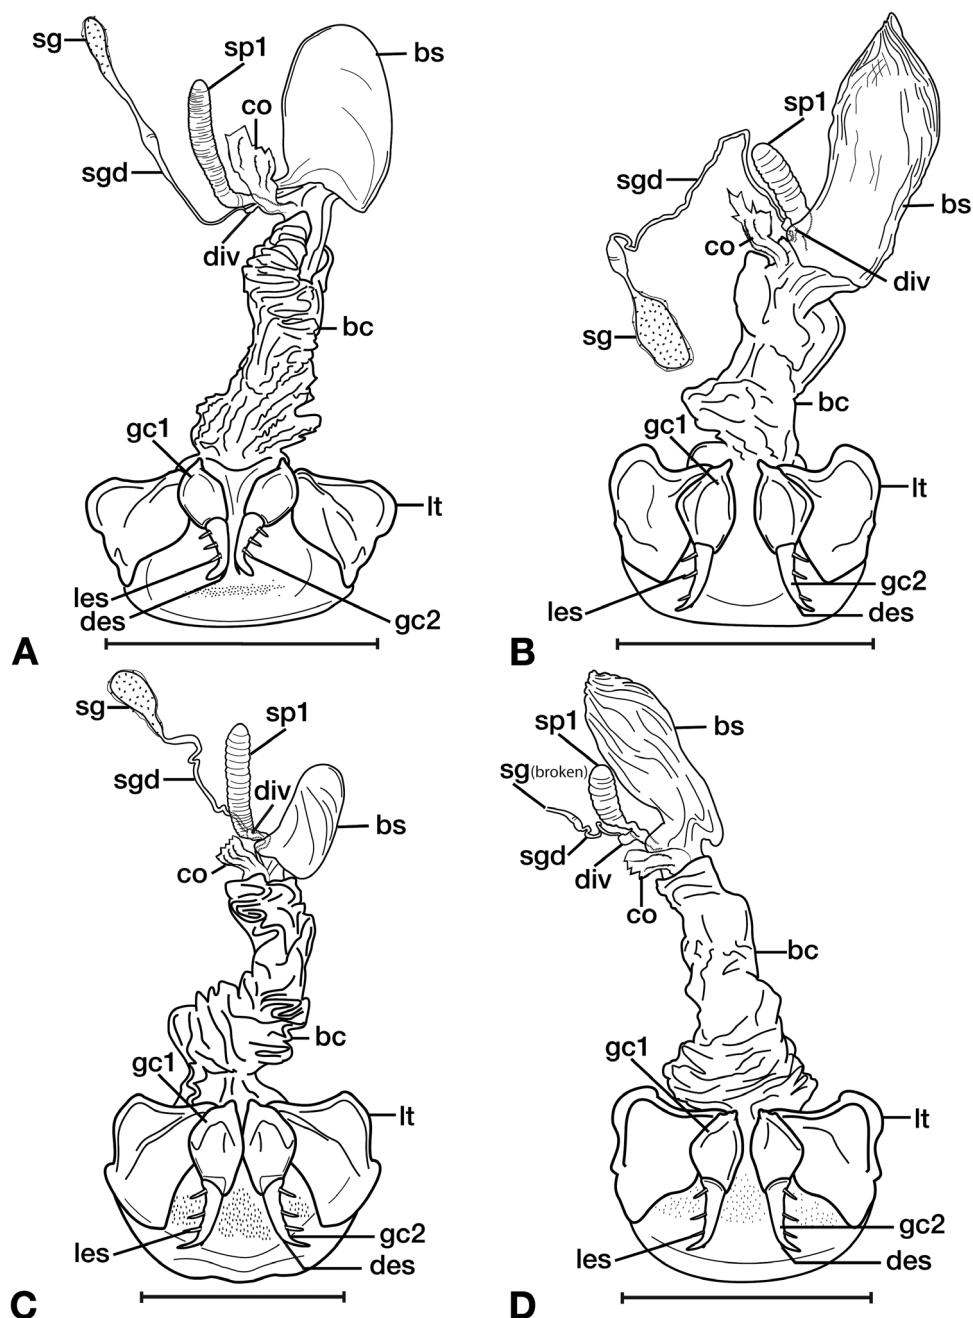 sg
sp1
bs
co
sgd
div
bc
gc1
lt
les
des
gc2
A
sp1
sgd
bs
co
div
sg
bc
gc1
lt
gc2
les
des
B
sg
sp1
sgd
div
bs
co
bc
gc1
lt
gc2
les
des
C
sp1
bs
sg(broken)
sgd
div
co
bc
gc1
lt
gc2
les
des
D